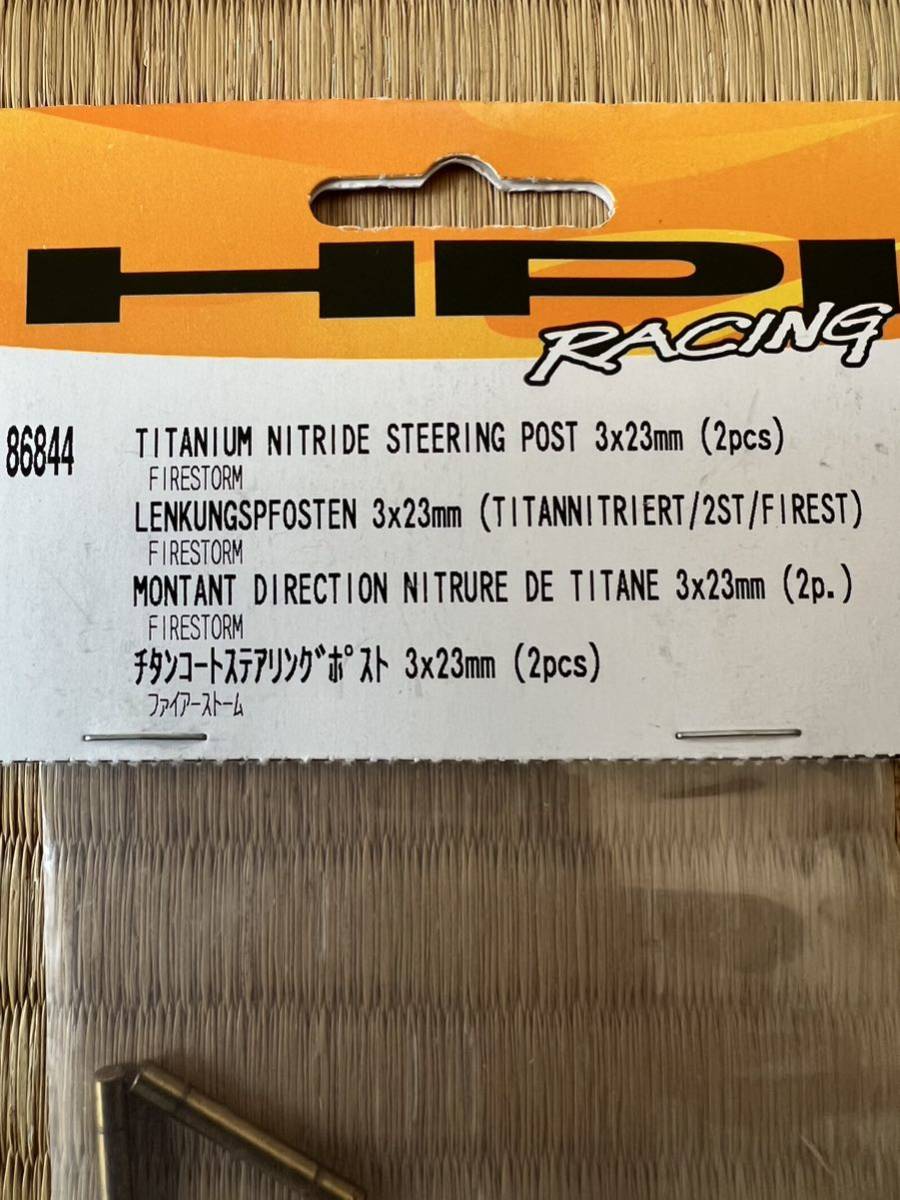 HPI
RACING
86844 TITANIUM NITRIDE STEERING POST 3x23mm (2pcs)
FIRESTORM
LENKUNGSPFOSTEN 3x23mm (TITANNITRIERT/2ST/FIREST)
FIRESTORM
MONTANT DIRECTION NITRURE DE TITANE 3x23mm (2p.)
FIRESTORM
ﾁﾀﾝｺｰﾄｽﾃｱﾘﾝｸﾞﾎﾟｽﾄ 3x23mm (2pcs)
ﾌｧｲｱｰｽﾄｰﾑ